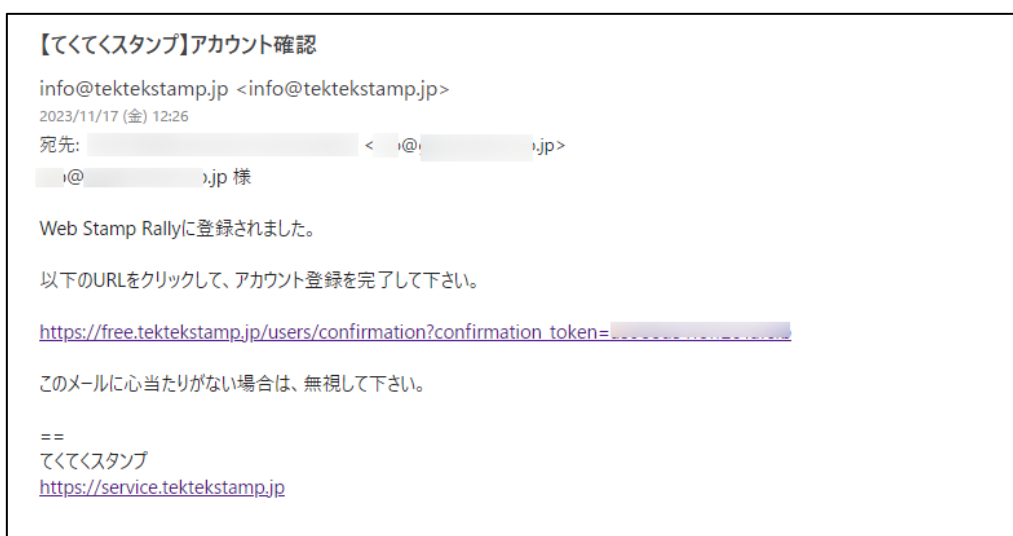 【てくてくスタンプ】アカウント確認
info@tektekstamp.jp <info@tektekstamp.jp>
2023/11/17 (金) 12:26
宛先: < @ .jp>
@ .jp 様
Web Stamp Rallyに登録されました。
以下のURLをクリックして、アカウント登録を完了して下さい。
https://free.tektekstamp.jp/users/confirmation?confirmation_token=
このメールに心当たりがない場合は、無視して下さい。
==
てくてくスタンプ
https://service.tektekstamp.jp